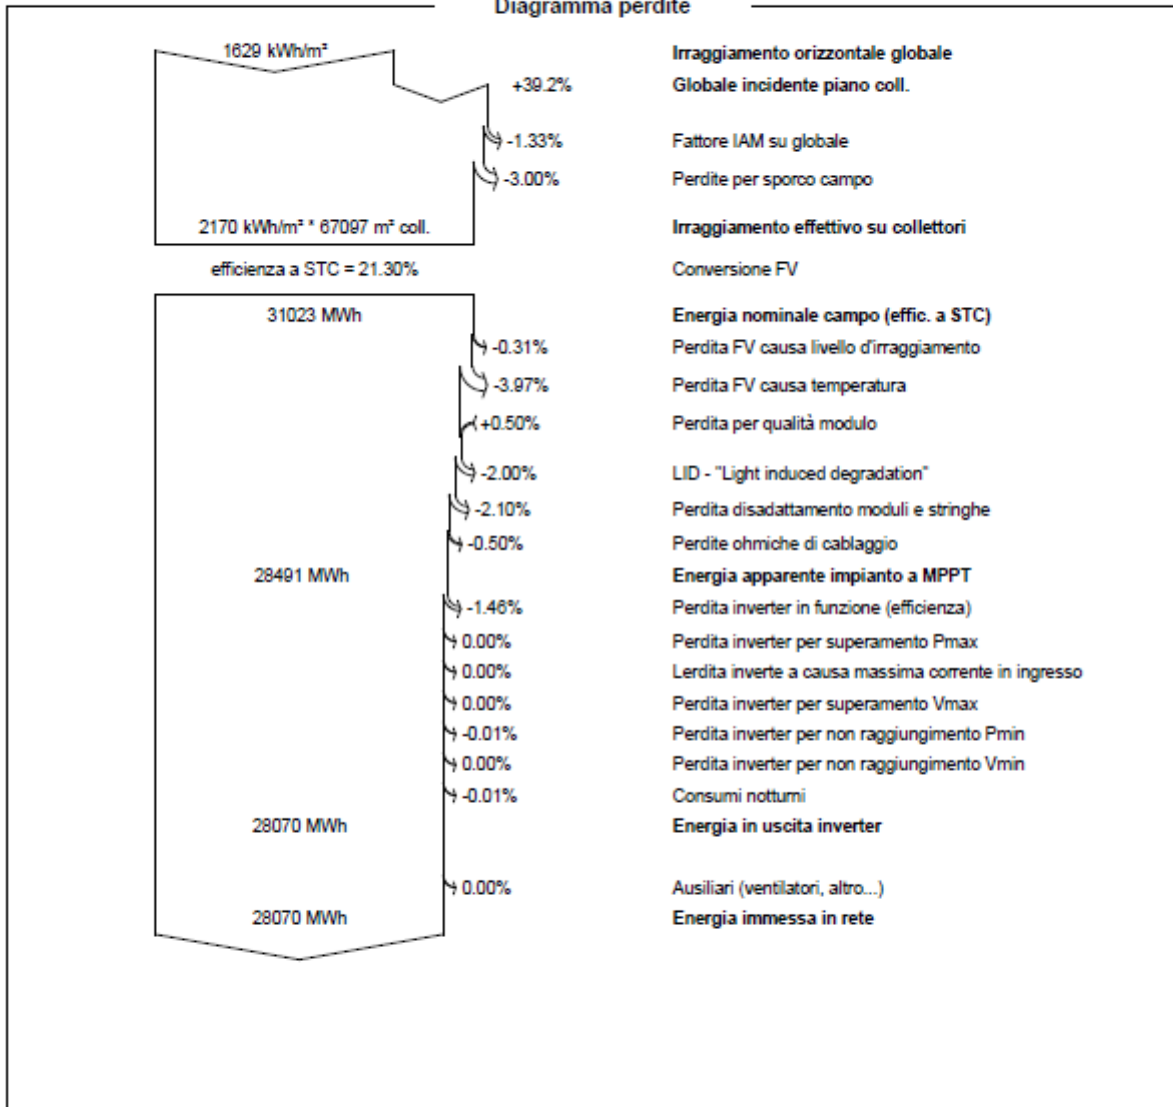 Diagramma perdite
1629 kWh/m²
Irraggiamento orizzontale globale
+39.2%
Globale incidente piano coll.
-1.33%
Fattore IAM su globale
-3.00%
Perdite per sporco campo
2170 kWh/m² * 67097 m² coll.
Irraggiamento effettivo su collettori
efficienza a STC = 21.30%
Conversione FV
31023 MWh
Energia nominale campo (effic. a STC)
-0.31%
Perdita FV causa livello d'irraggiamento
-3.97%
Perdita FV causa temperatura
+0.50%
Perdita per qualità modulo
-2.00%
LID - "Light induced degradation"
-2.10%
Perdita disadattamento moduli e stringhe
-0.50%
Perdite ohmiche di cablaggio
28491 MWh
Energia apparente impianto a MPPT
-1.46%
Perdita inverter in funzione (efficienza)
0.00%
Perdita inverter per superamento Pmax
0.00%
Lerdita inverte a causa massima corrente in ingresso
0.00%
Perdita inverter per superamento Vmax
-0.01%
Perdita inverter per non raggiungimento Pmin
0.00%
Perdita inverter per non raggiungimento Vmin
-0.01%
Consumi notturni
28070 MWh
Energia in uscita inverter
0.00%
Ausiliari (ventilatori, altro...)
28070 MWh
Energia immessa in rete